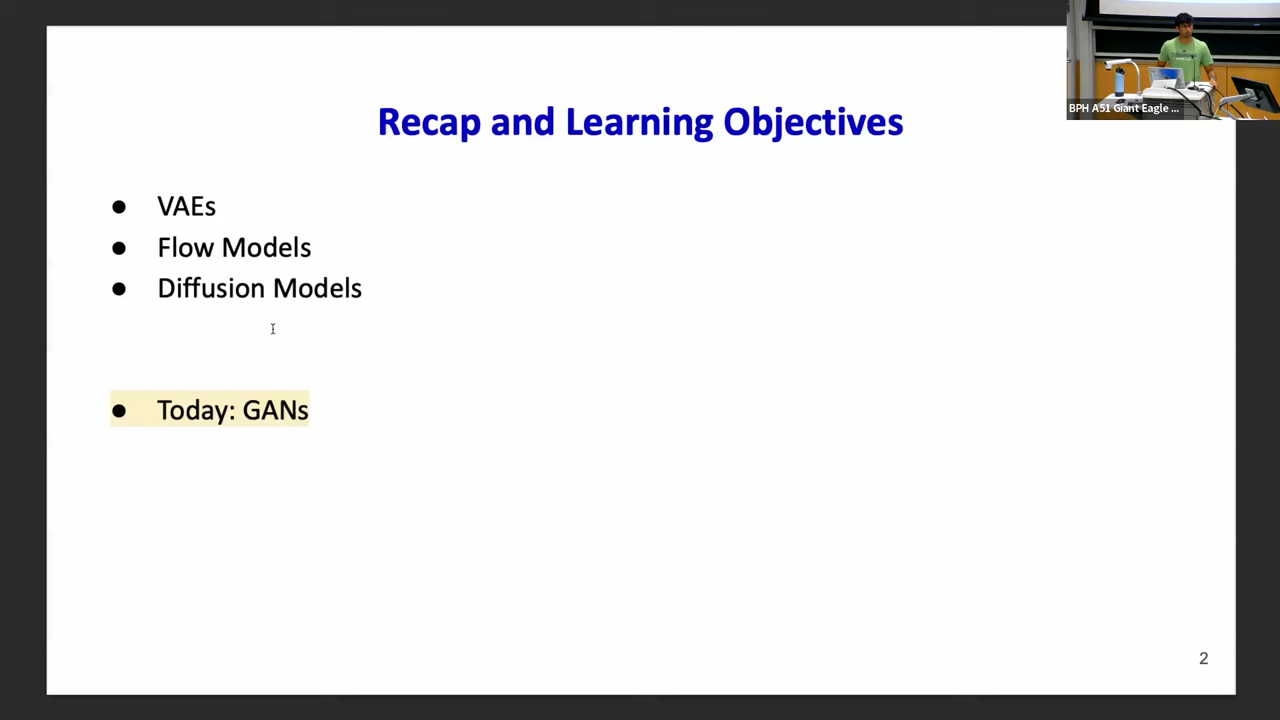 Recap and Learning Objectives
BPH A51 Giant Eagle ...
● VAEs
● Flow Models
● Diffusion Models
● Today: GANs
2